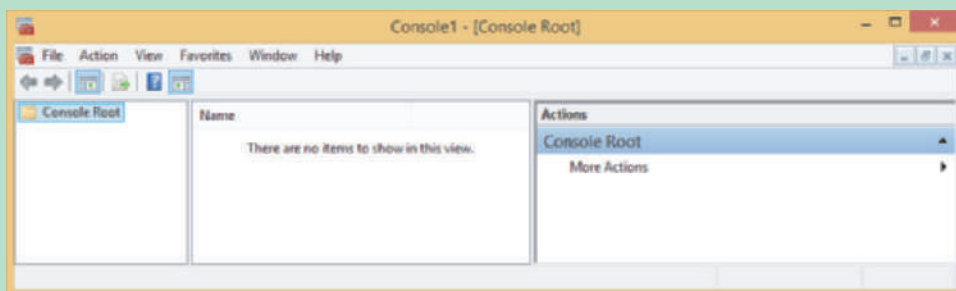 Console1 - [Console Root]
File Action View Favorites Window Help
Console Root
Name
There are no items to show in this view.
Actions
Console Root
More Actions